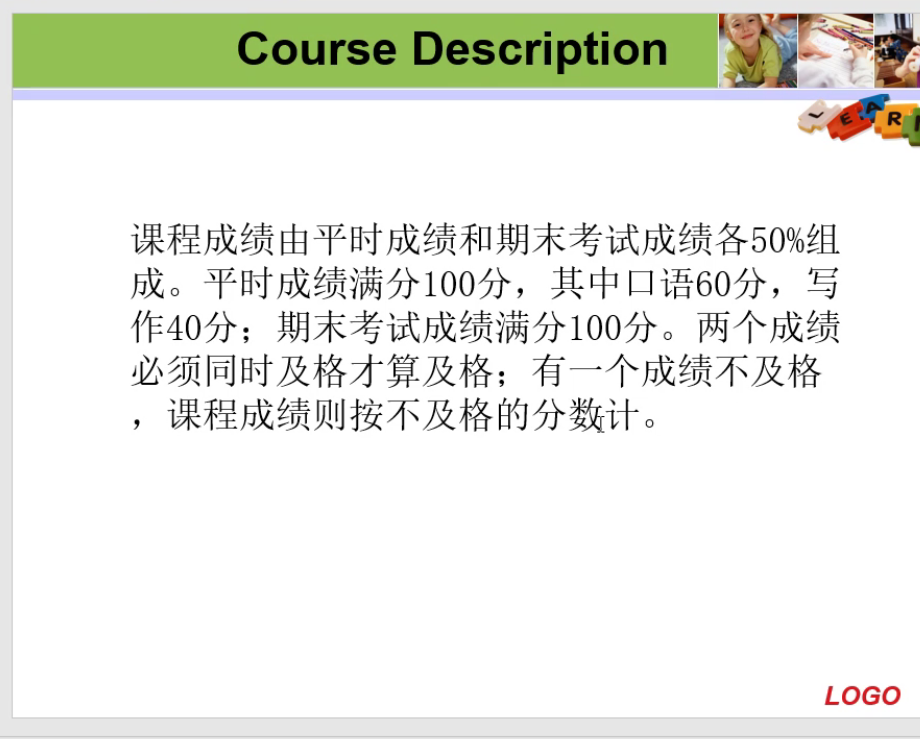 Course Description
LEAR
课程成绩由平时成绩和期末考试成绩各50%组
成。平时成绩满分100分，其中口语60分，写
作40分；期末考试成绩满分100分。两个成绩
必须同时及格才算及格；有一个成绩不及格
，课程成绩则按不及格的分数计。
LOGO